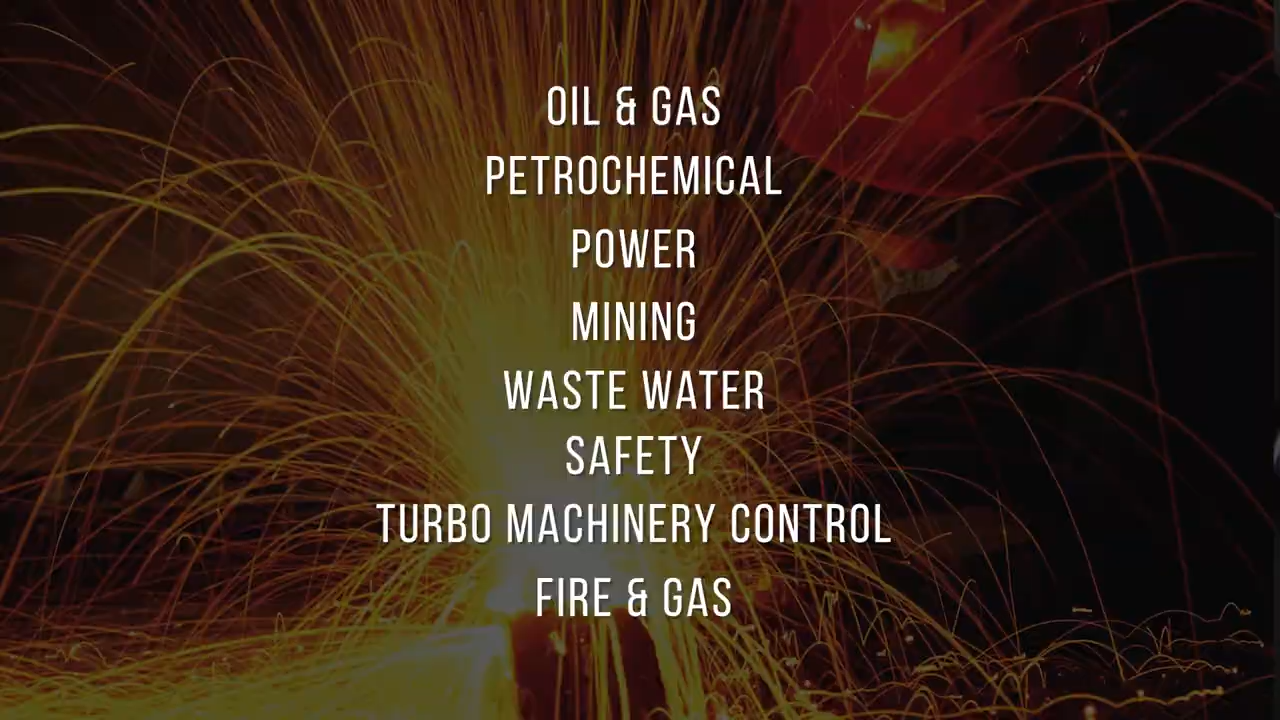 OIL & GAS
PETROCHEMICAL
POWER
MINING
WASTE WATER
SAFETY
TURBO MACHINERY CONTROL
FIRE & GAS